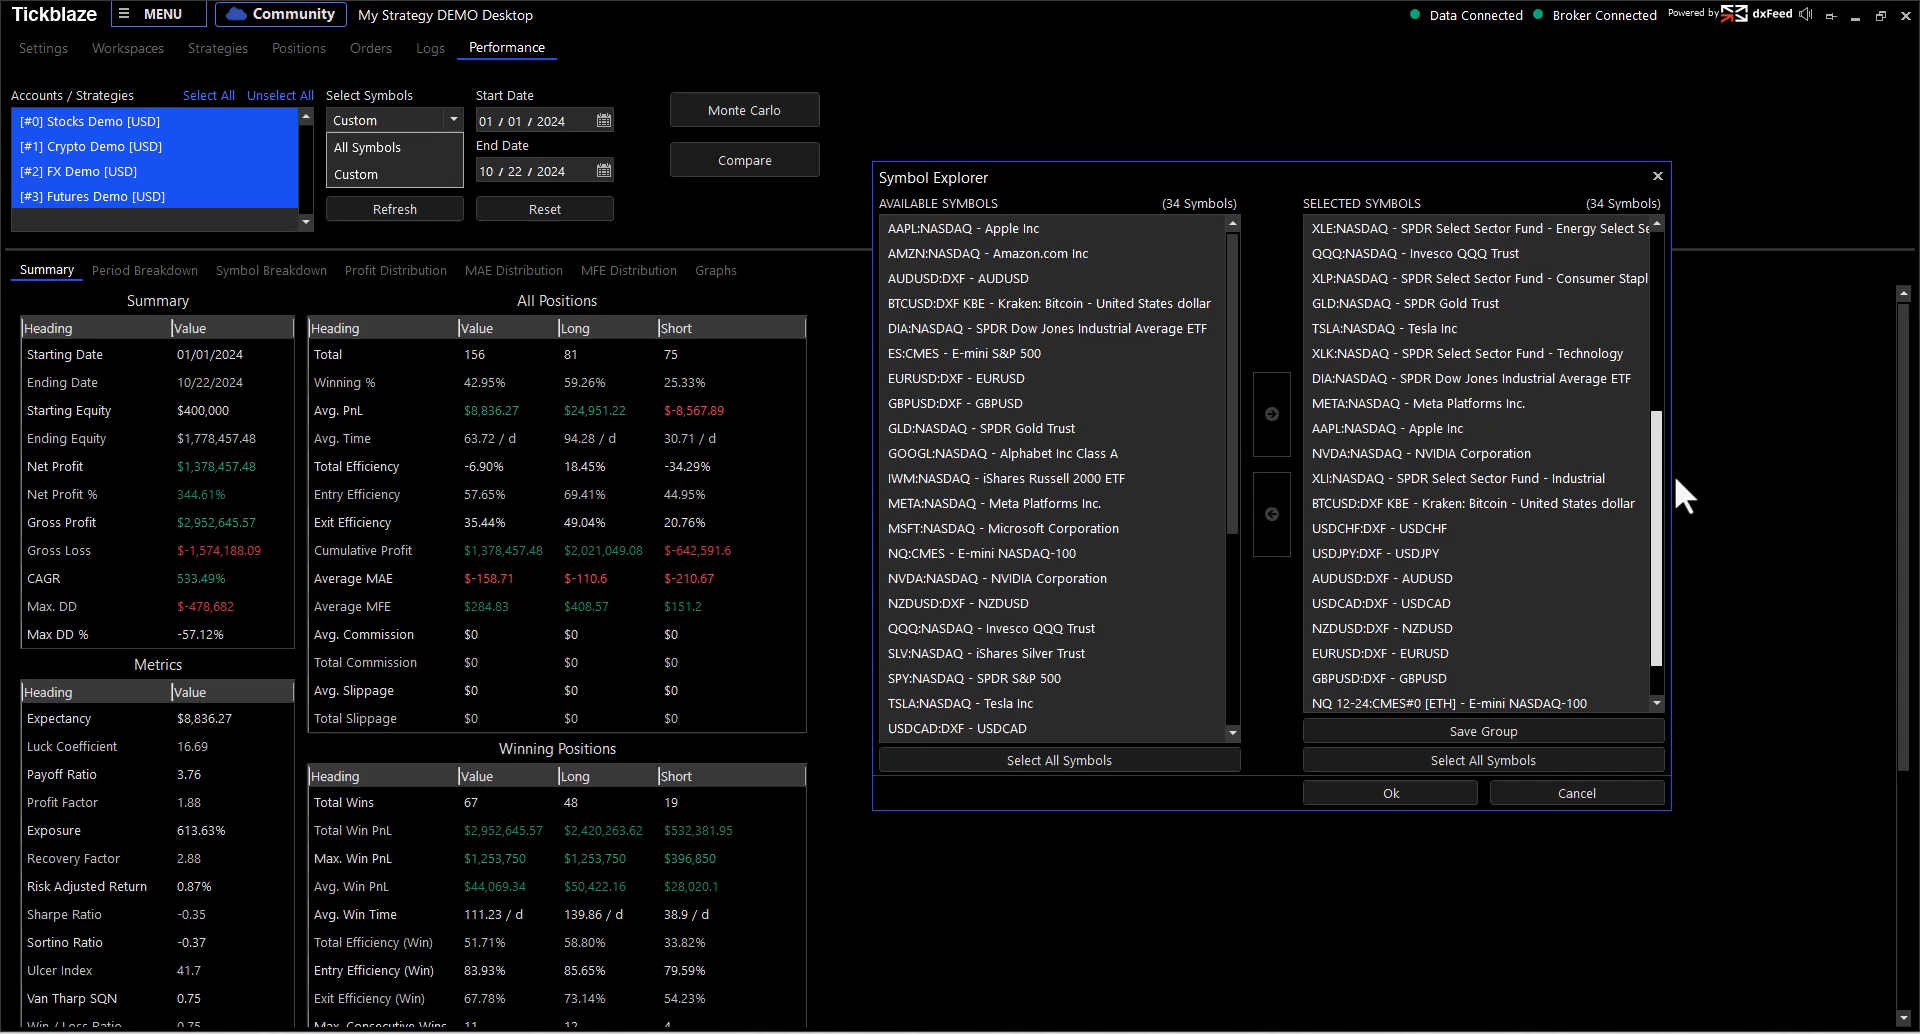 Tickblaze
MENU
Community
My Strategy DEMO Desktop
Data Connected
Broker Connected
Powered by
dxFeed
Settings
Workspaces
Strategies
Positions
Orders
Logs
Performance
Accounts / Strategies
Select All
Unselect All
[#0] Stocks Demo [USD]
[#1] Crypto Demo [USD]
[#2] FX Demo [USD]
[#3] Futures Demo [USD]
Select Symbols
Custom
All Symbols
Custom
Refresh
Start Date
01 / 01 / 2024
End Date
10 / 22 / 2024
Reset
Monte Carlo
Compare
Summary
Period Breakdown
Symbol Breakdown
Profit Distribution
MAE Distribution
MFE Distribution
Graphs
Summary
Heading Value
Starting Date 01/01/2024
Ending Date 10/22/2024
Starting Equity $400,000
Ending Equity $1,778,457.48
Net Profit $1,378,457.48
Net Profit % 344.61%
Gross Profit $2,952,645.57
Gross Loss $-1,574,188.09
CAGR 533.49%
Max. DD $-478,682
Max DD % -57.12%
Metrics
Heading Value
Expectancy $8,836.27
Luck Coefficient 16.69
Payoff Ratio 3.76
Profit Factor 1.88
Exposure 613.63%
Recovery Factor 2.88
Risk Adjusted Return 0.87%
Sharpe Ratio -0.35
Sortino Ratio -0.37
Ulcer Index 41.7
Van Tharp SQN 0.75
Win / Loss Ratio 0.75
All Positions
Heading Value Long Short
Total 156 81 75
Winning % 42.95% 59.26% 25.33%
Avg. PnL $8,836.27 $24,951.22 $-8,567.89
Avg. Time 63.72 / d 94.28 / d 30.71 / d
Total Efficiency -6.90% 18.45% -34.29%
Entry Efficiency 57.65% 69.41% 44.95%
Exit Efficiency 35.44% 49.04% 20.76%
Cumulative Profit $1,378,457.48 $2,021,049.08 $-642,591.6
Average MAE $-158.71 $-110.6 $-210.67
Average MFE $284.83 $408.57 $151.2
Avg. Commission $0 $0 $0
Total Commission $0 $0 $0
Avg. Slippage $0 $0 $0
Total Slippage $0 $0 $0
Winning Positions
Heading Value Long Short
Total Wins 67 48 19
Total Win PnL $2,952,645.57 $2,420,263.62 $532,381.95
Max. Win PnL $1,253,750 $1,253,750 $396,850
Avg. Win PnL $44,069.34 $50,422.16 $28,020.1
Avg. Win Time 111.23 / d 139.86 / d 38.9 / d
Total Efficiency (Win) 51.71% 58.80% 33.82%
Entry Efficiency (Win) 83.93% 85.65% 79.59%
Exit Efficiency (Win) 67.78% 73.14% 54.23%
Max. Consecutive Wins 11 12 4
Symbol Explorer
AVAILABLE SYMBOLS (34 Symbols)
AAPL:NASDAQ - Apple Inc
AMZN:NASDAQ - Amazon.com Inc
AUDUSD:DXF - AUDUSD
BTCUSD:DXF KBE - Kraken: Bitcoin - United States dollar
DIA:NASDAQ - SPDR Dow Jones Industrial Average ETF
ES:CMES - E-mini S&P 500
EURUSD:DXF - EURUSD
GBPUSD:DXF - GBPUSD
GLD:NASDAQ - SPDR Gold Trust
GOOGL:NASDAQ - Alphabet Inc Class A
IWM:NASDAQ - iShares Russell 2000 ETF
META:NASDAQ - Meta Platforms Inc.
MSFT:NASDAQ - Microsoft Corporation
NQ:CMES - E-mini NASDAQ-100
NVDA:NASDAQ - NVIDIA Corporation
NZDUSD:DXF - NZDUSD
QQQ:NASDAQ - Invesco QQQ Trust
SLV:NASDAQ - iShares Silver Trust
SPY:NASDAQ - SPDR S&P 500
TSLA:NASDAQ - Tesla Inc
USDCAD:DXF - USDCAD
Select All Symbols
SELECTED SYMBOLS (34 Symbols)
XLE:NASDAQ - SPDR Select Sector Fund - Energy Select Se
QQQ:NASDAQ - Invesco QQQ Trust
XLP:NASDAQ - SPDR Select Sector Fund - Consumer Stapl
GLD:NASDAQ - SPDR Gold Trust
TSLA:NASDAQ - Tesla Inc
XLK:NASDAQ - SPDR Select Sector Fund - Technology
DIA:NASDAQ - SPDR Dow Jones Industrial Average ETF
META:NASDAQ - Meta Platforms Inc.
AAPL:NASDAQ - Apple Inc
NVDA:NASDAQ - NVIDIA Corporation
XLI:NASDAQ - SPDR Select Sector Fund - Industrial
BTCUSD:DXF KBE - Kraken: Bitcoin - United States dollar
USDCHF:DXF - USDCHF
USDJPY:DXF - USDJPY
AUDUSD:DXF - AUDUSD
USDCAD:DXF - USDCAD
NZDUSD:DXF - NZDUSD
EURUSD:DXF - EURUSD
GBPUSD:DXF - GBPUSD
NQ 12-24:CMES#0 [ETH] - E-mini NASDAQ-100
Save Group
Select All Symbols
Ok
Cancel